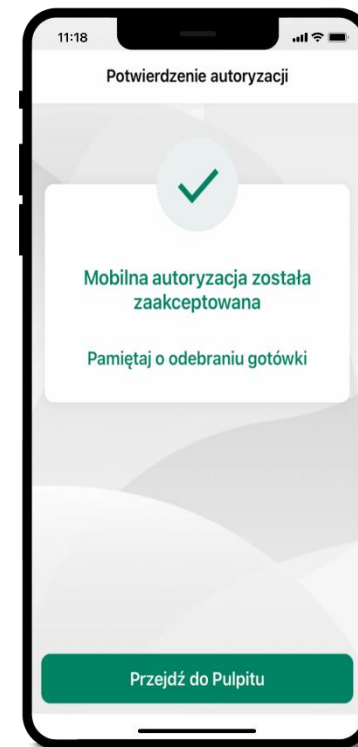 11:18
Potwierdzenie autoryzacji
Mobilna autoryzacja została
zaakceptowana
Pamiętaj o odebraniu gotówki
Przejdź do Pulpitu